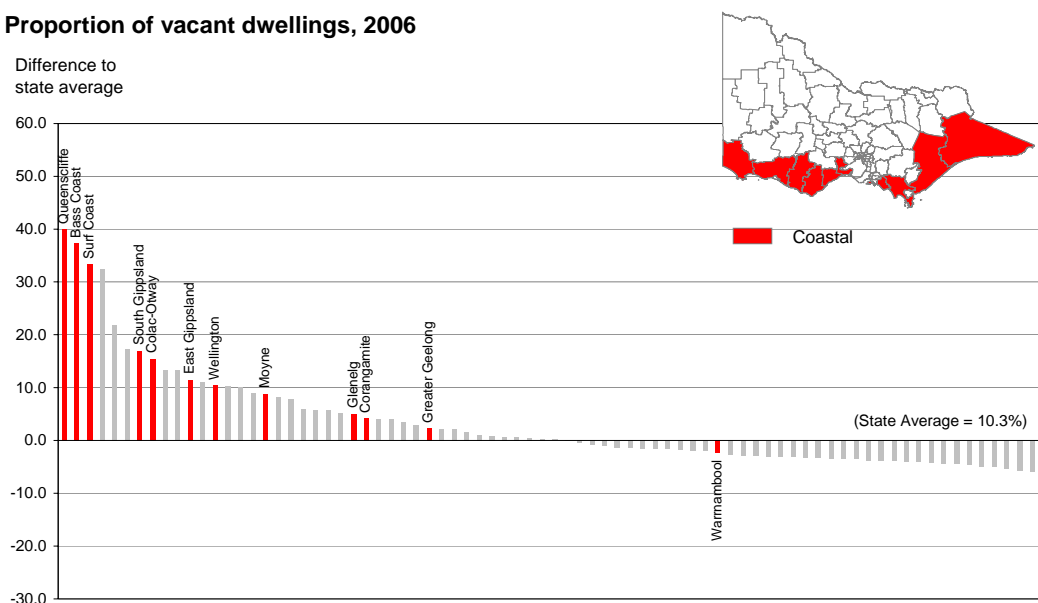 Proportion of vacant dwellings, 2006
Difference to
state average
60.0
50.0
40.0
30.0
20.0
10.0
0.0
-10.0
-20.0
-30.0
Queenscliffe
Bass Coast
Surf Coast
South Gippsland
Colac-Otway
East Gippsland
Wellington
Moyne
Glenelg
Corangamite
Greater Geelong
Warrnambool
(State Average = 10.3%)
Coastal